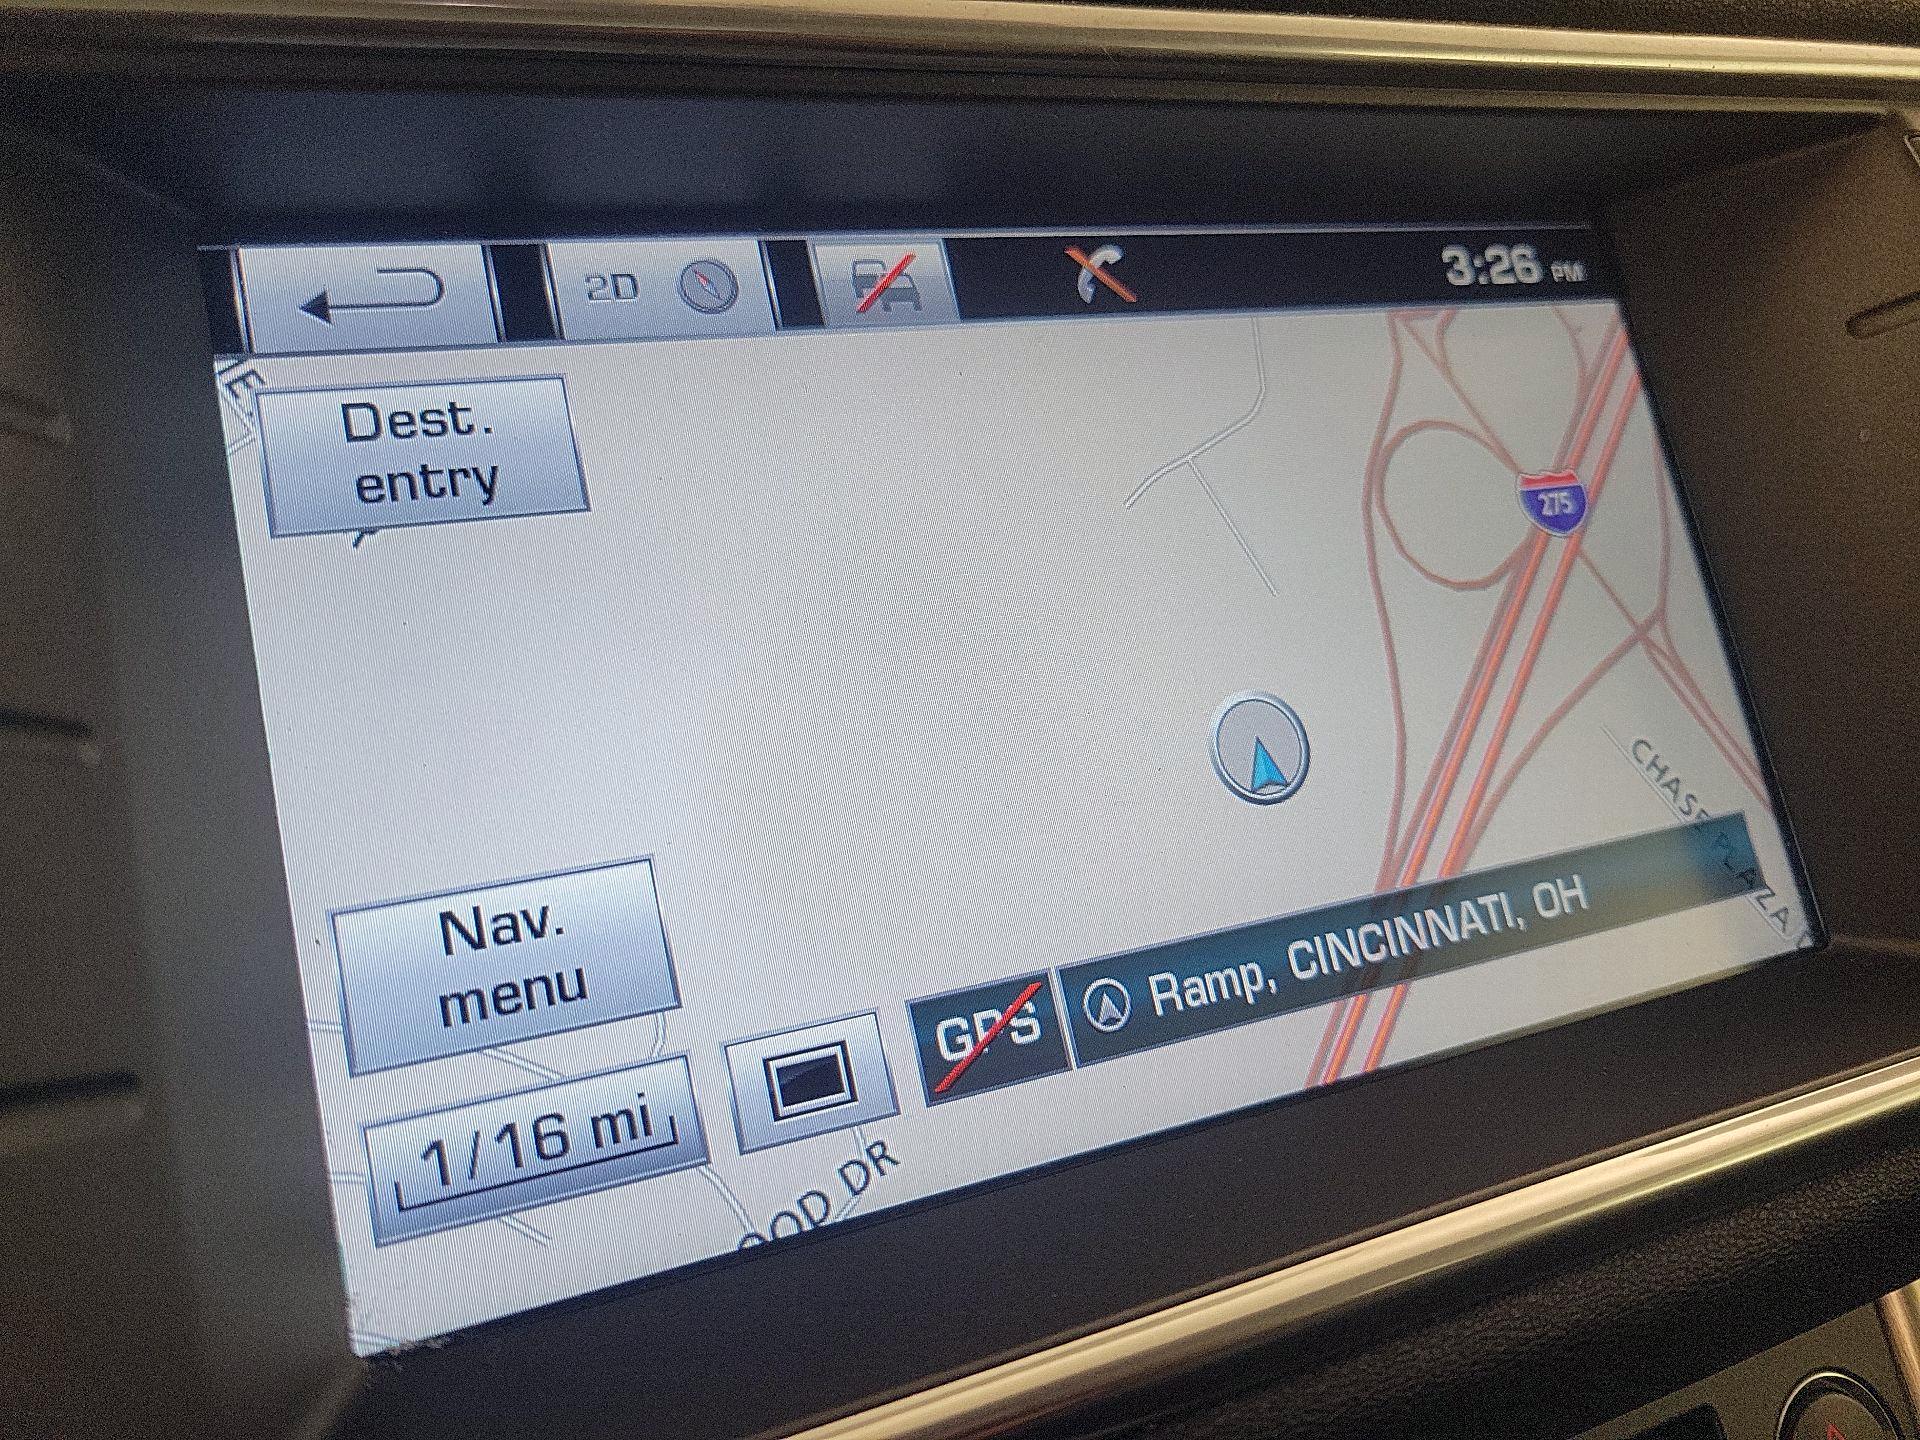 2D
3:26 PM
Dest.
entry
275
CHASE PLAZA
Nav.
menu
GPS
Ramp, CINCINNATI, OH
1/16 mi
OOD DR